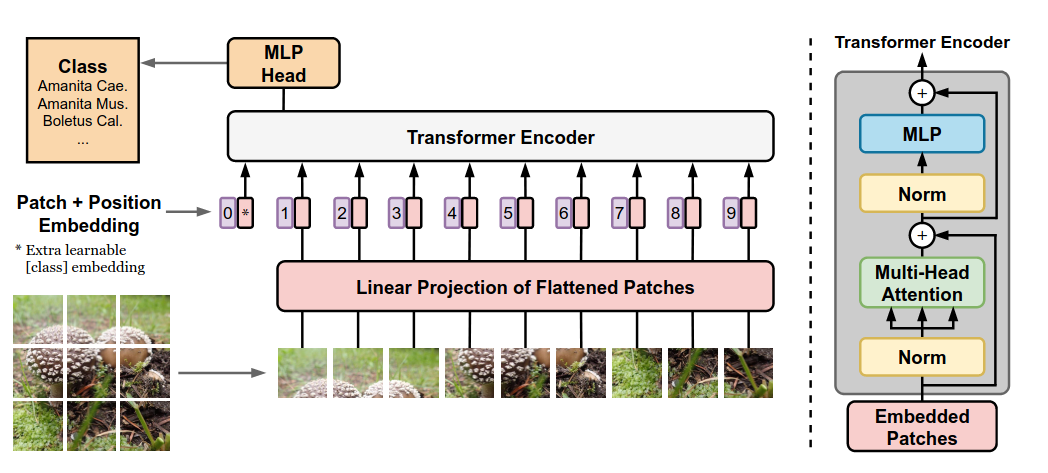 Class
Amanita Cae.
Amanita Mus.
Boletus Cal.
...
MLP
Head
Transformer Encoder
Patch + Position
Embedding
* Extra learnable
[class] embedding
0 * 1 2 3 4 5 6 7 8 9
Linear Projection of Flattened Patches
Transformer Encoder
+
MLP
Norm
+
Multi-Head
Attention
Norm
Embedded
Patches